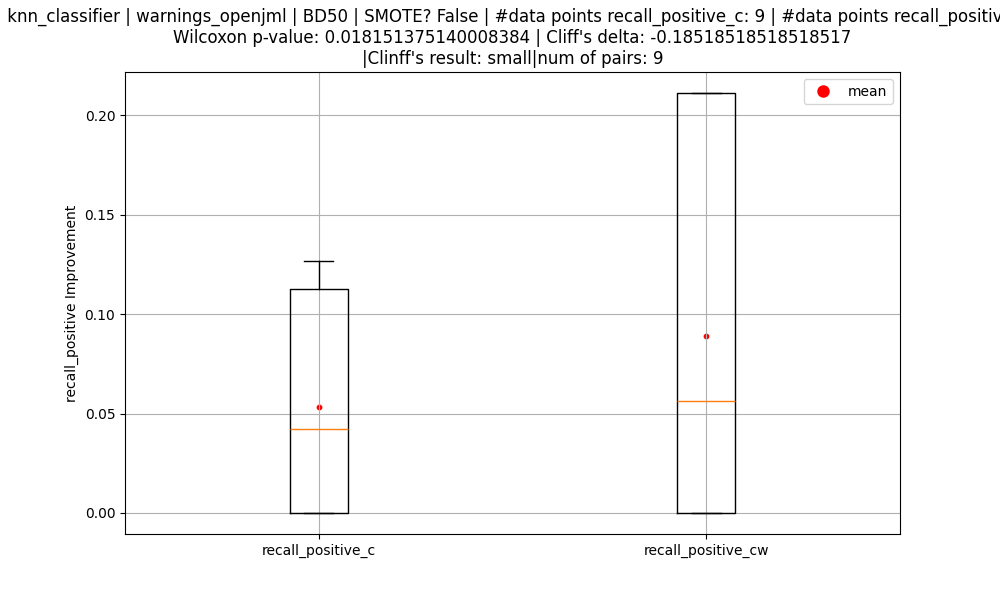 knn_classifier | warnings_openjml | BD50 | SMOTE? False | #data points recall_positive_c: 9 | #data points recall_positiv
Wilcoxon p-value: 0.018151375140008384 | Cliff's delta: -0.18518518518518517
|Clinff's result: small|num of pairs: 9
mean
recall_positive Improvement
0.20
0.15
0.10
0.05
0.00
recall_positive_c
recall_positive_cw